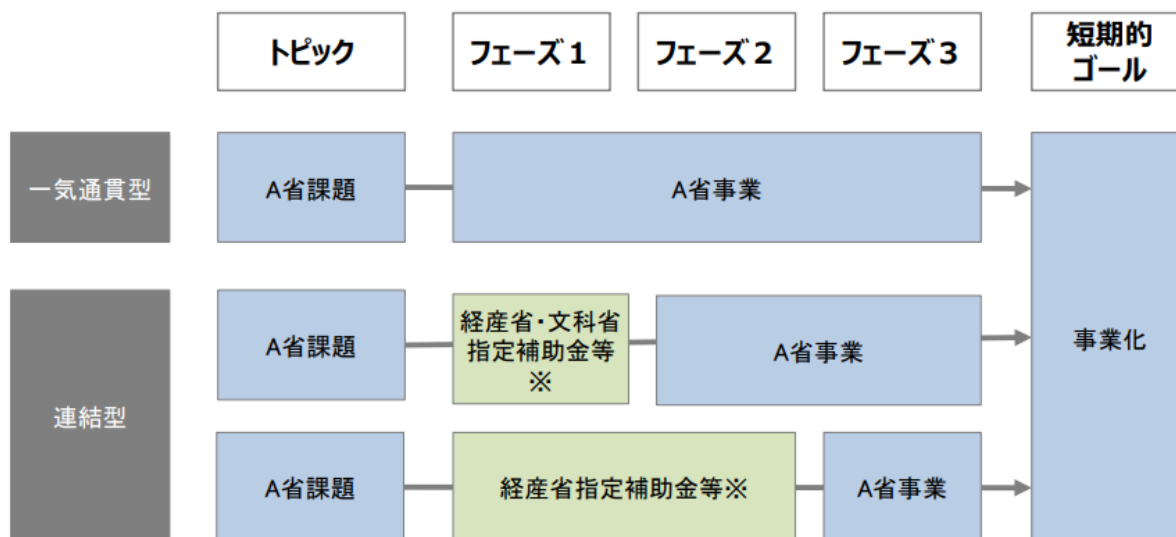 トピック
フェーズ1
フェーズ2
フェーズ3
短期的
ゴール
一気通貫型
A省課題
A省事業
事業化
連結型
A省課題
経産省・文科省
指定補助金等
※
A省事業
A省課題
経産省指定補助金等※
A省事業